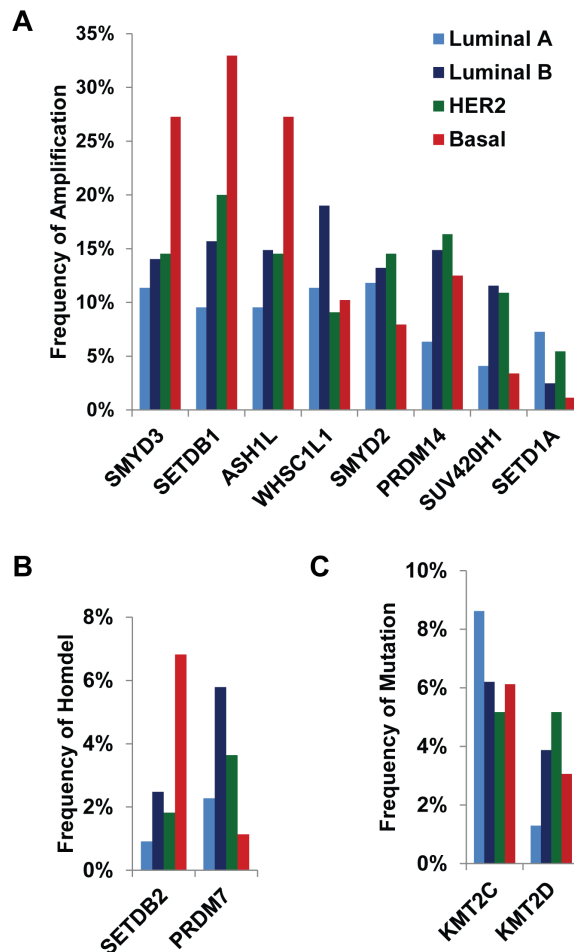 A
Frequency of Amplification
35%
30%
25%
20%
15%
10%
5%
0%
Luminal A
Luminal B
HER2
Basal
SMYD3
SETDB1
ASH1L
WHSC1L1
SMYD2
PRDM14
SUV420H1
SETD1A
B
Frequency of Homdel
8%
6%
4%
2%
0%
SETDB2
PRDM7
C
Frequency of Mutation
10%
8%
6%
4%
2%
0%
KMT2C
KMT2D